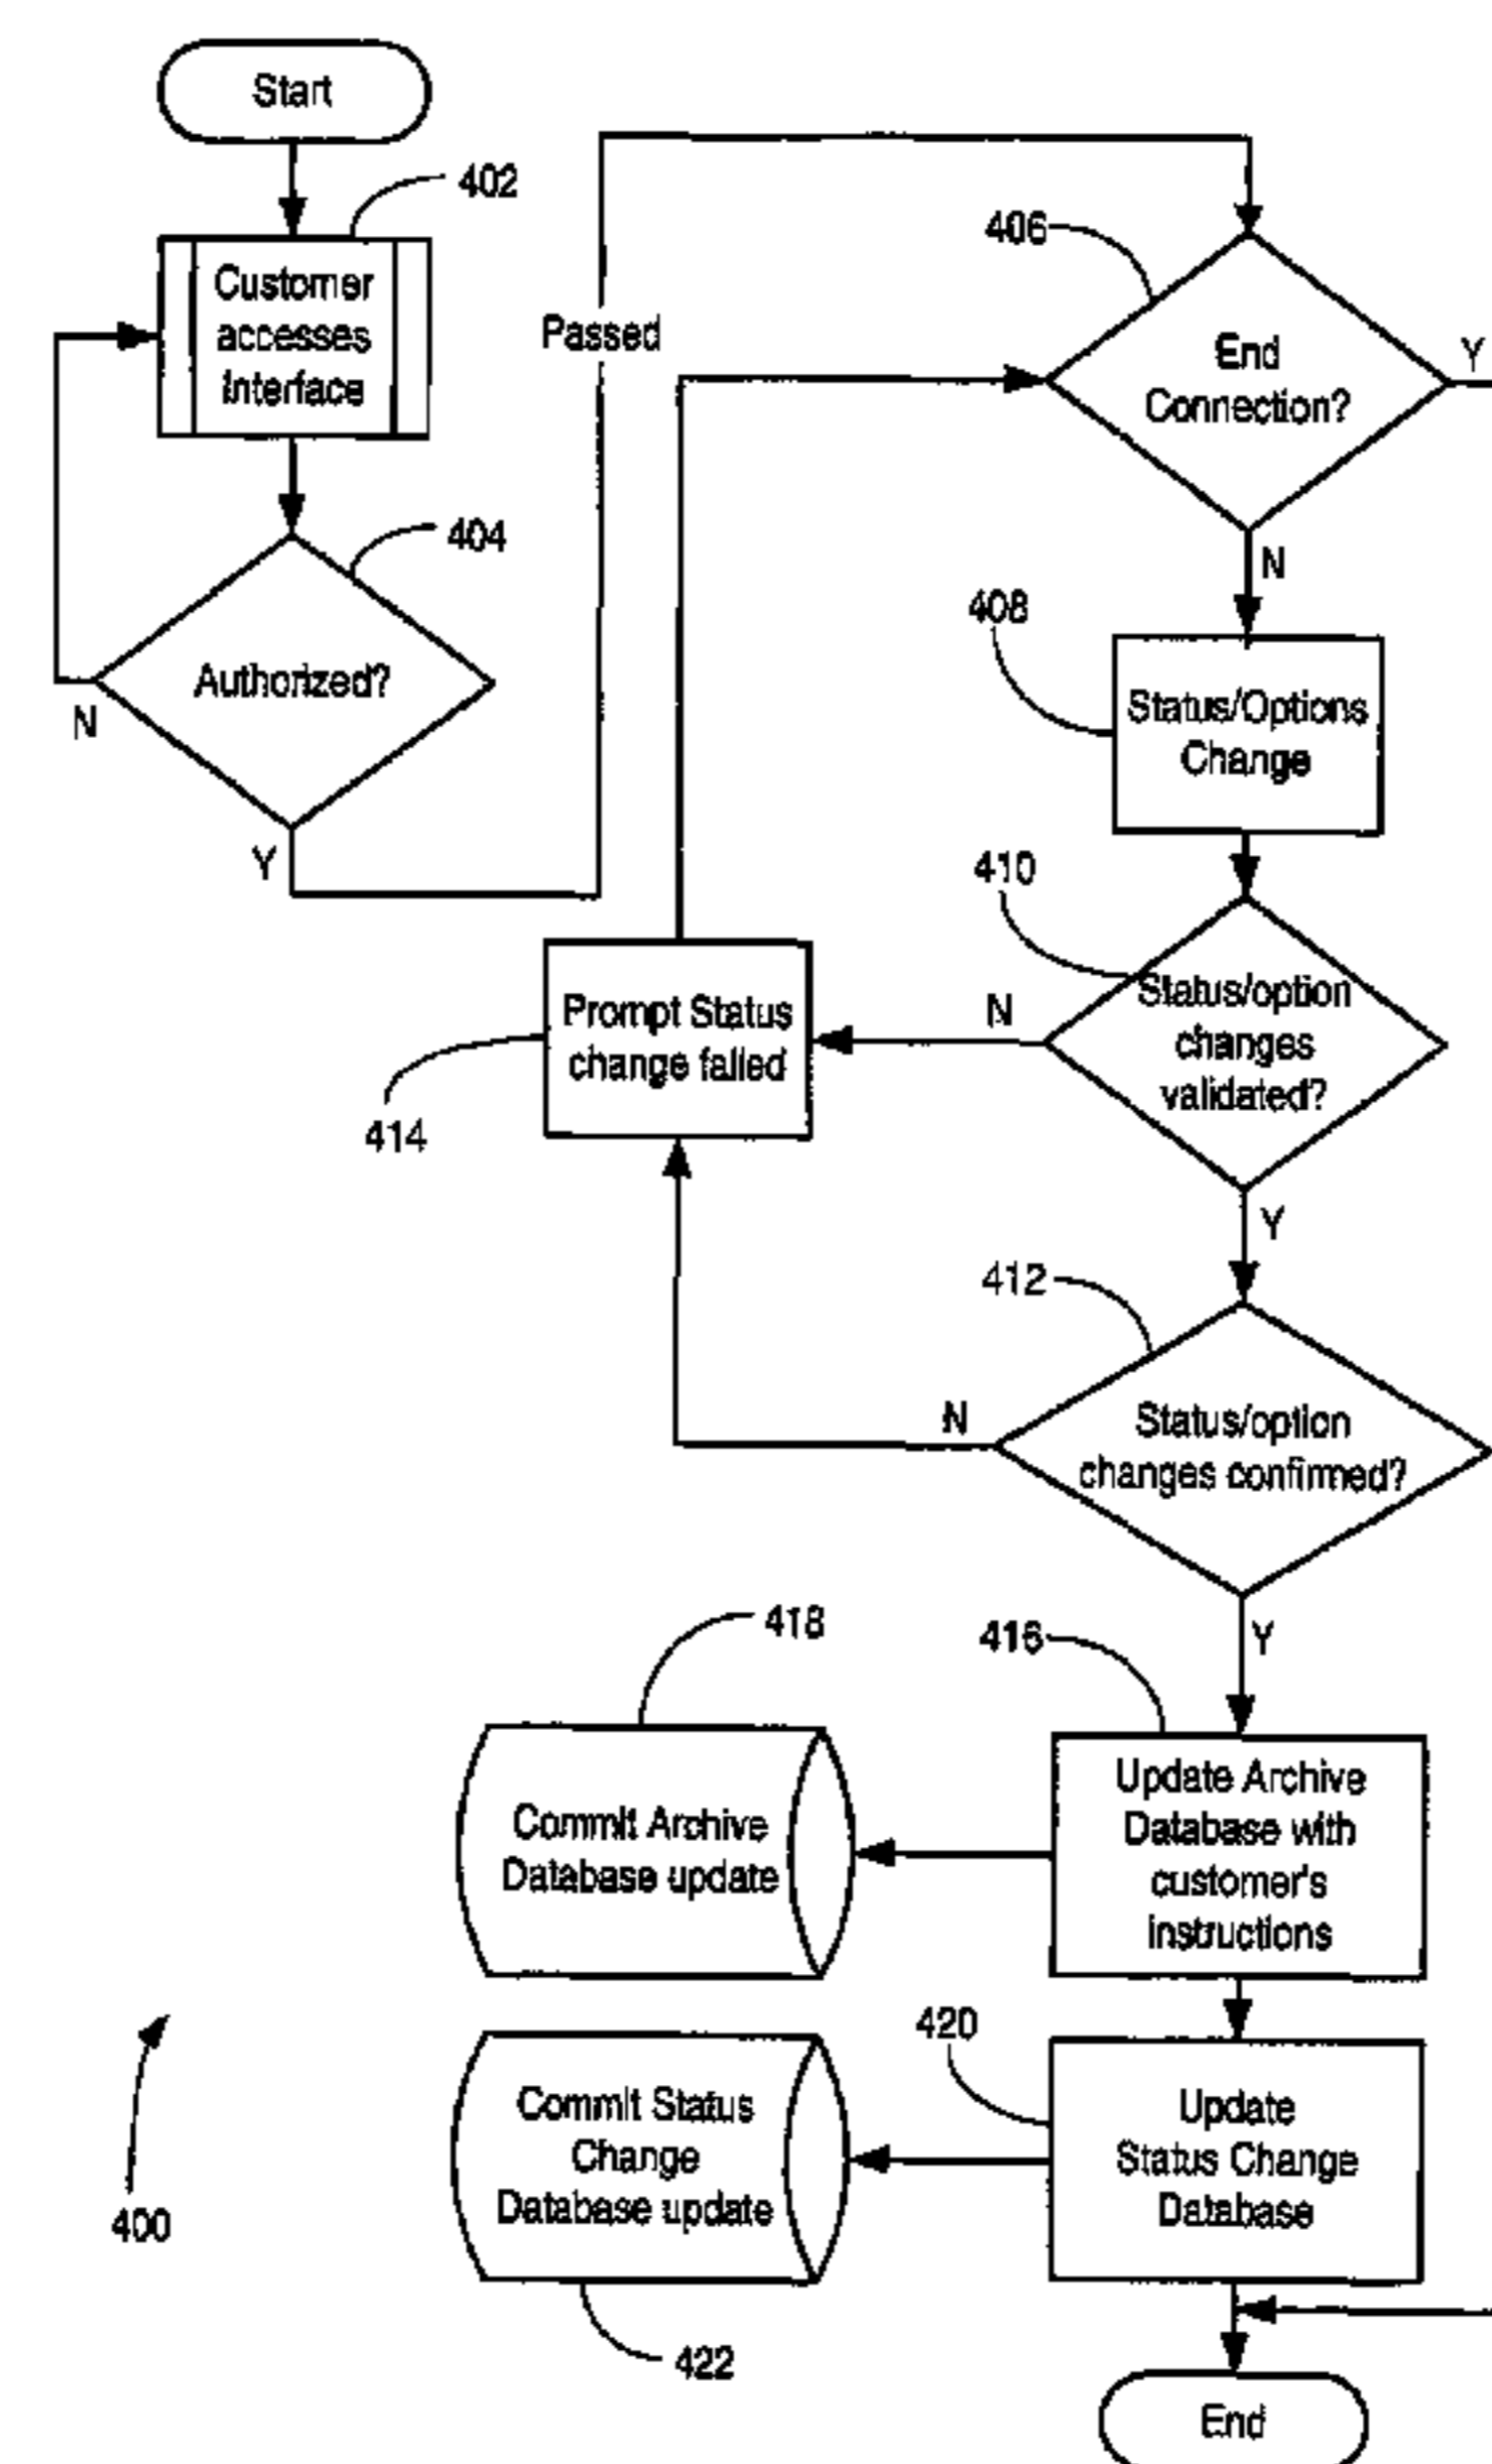 Start
402
Customer
accesses
Interface
404
Authorized?
N
Y
Passed
406
End
Connection?
Y
N
408
Status/Options
Change
410
Status/option
changes
validated?
N
Y
Prompt Status
change failed
414
412
Status/option
changes confirmed?
N
Y
416
Update Archive
Database with
customer's
instructions
418
Commit Archive
Database update
420
Update
Status Change
Database
Commit Status
Change
Database update
422
400
End